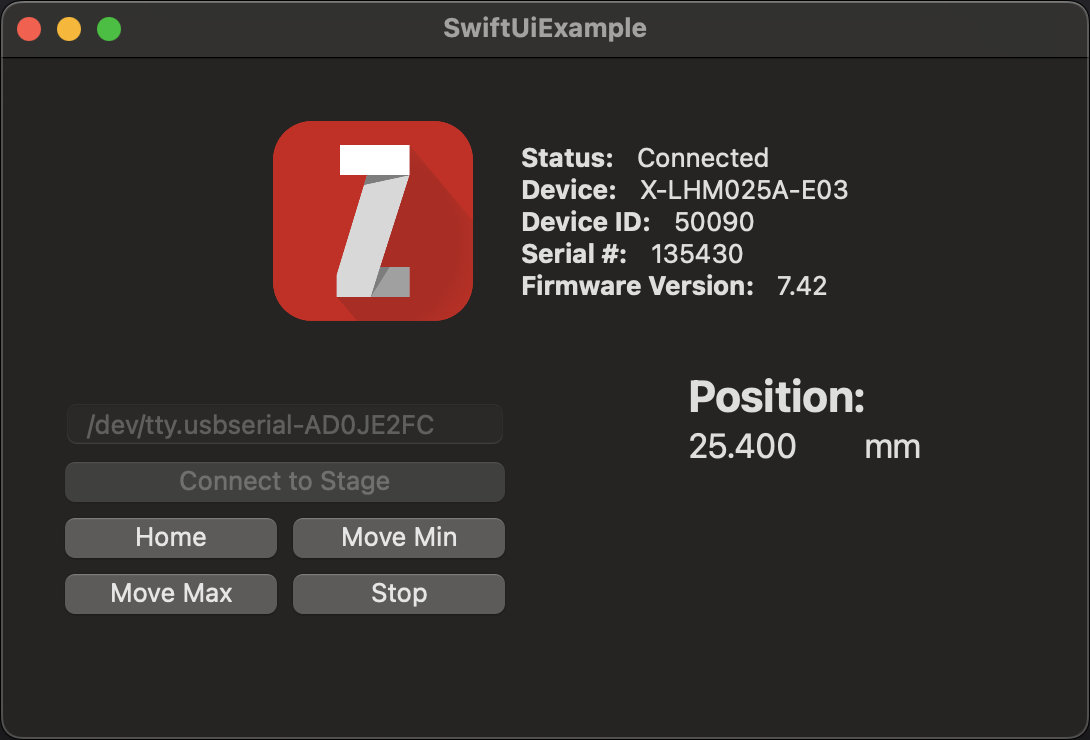 SwiftUiExample
Status: Connected
Device: X-LHM025A-E03
Device ID: 50090
Serial #: 135430
Firmware Version: 7.42
/dev/tty.usbserial-AD0JE2FC
Connect to Stage
Home Move Min
Move Max Stop
Position:
25.400 mm